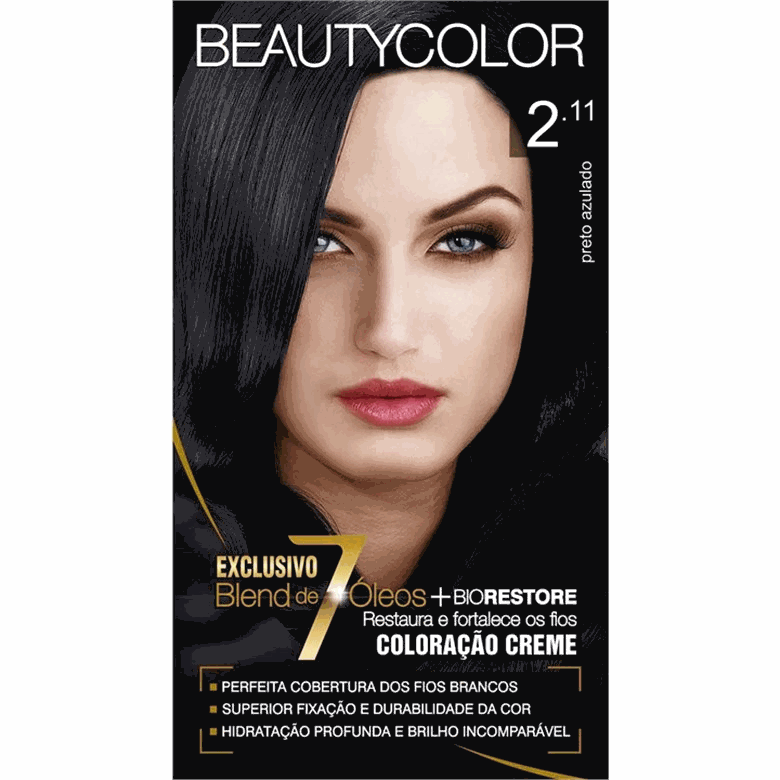 BEAUTYCOLOR
2.11
preto azulado
EXCLUSIVO
Blend de 7 Óleos + BIORESTORE
Restaura e fortalece os fios
COLORAÇÃO CREME
PERFEITA COBERTURA DOS FIOS BRANCOS
SUPERIOR FIXAÇÃO E DURABILIDADE DA COR
HIDRATAÇÃO PROFUNDA E BRILHO INCOMPARÁVEL